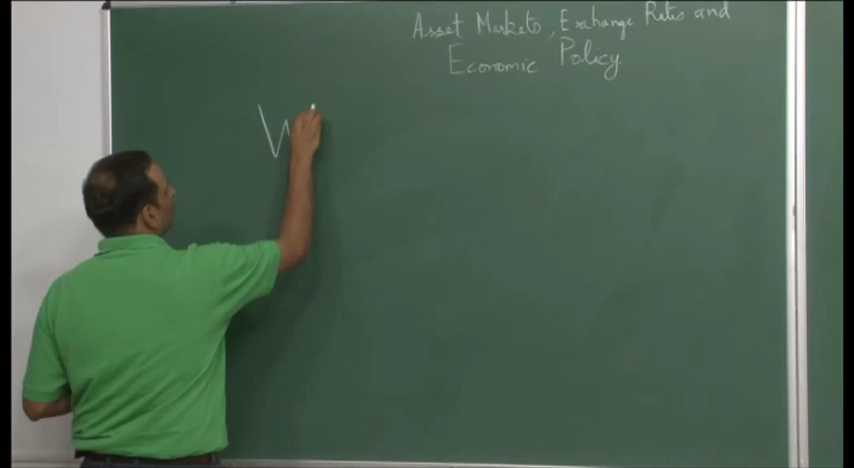 Asset Markets, Exchange Rates and
Economic Policy
W